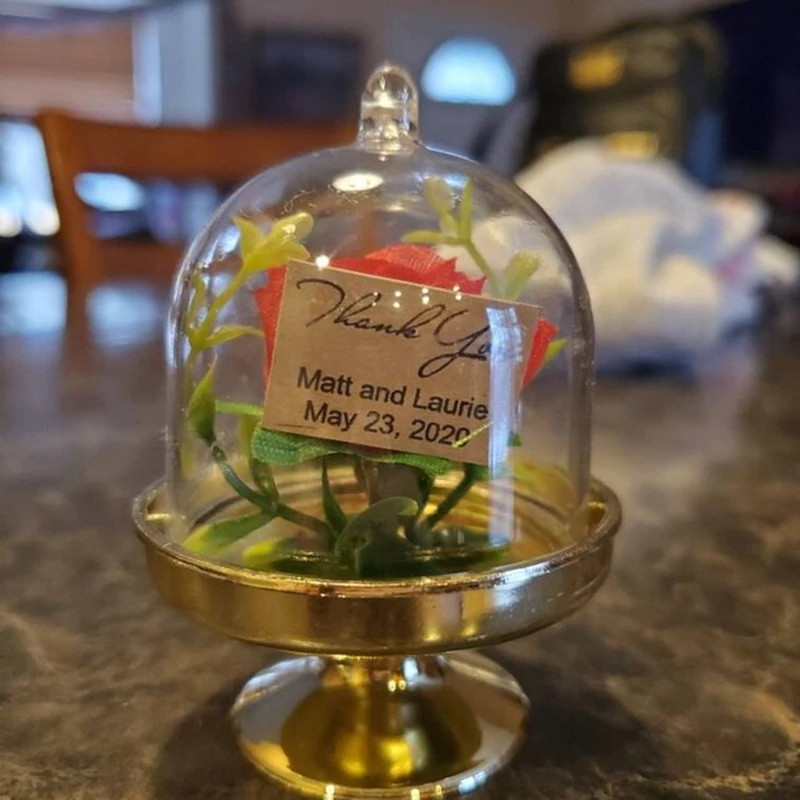 Thank You
Matt and Laurie
May 23, 2020